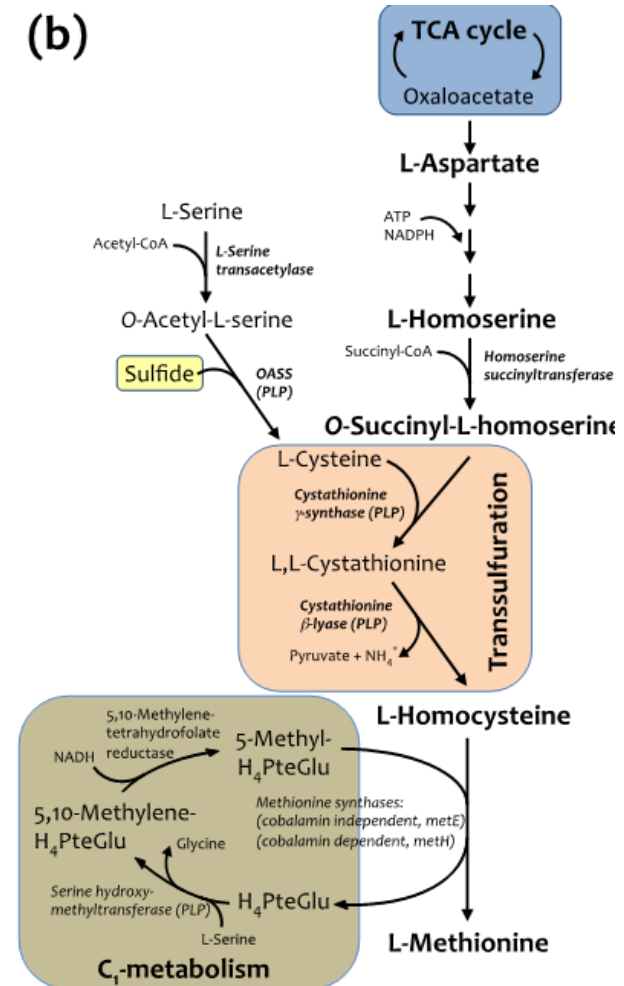 (b)
TCA cycle
Oxaloacetate
L-Aspartate
ATP
NADPH
L-Serine
Acetyl-CoA
L-Serine
transacetylase
O-Acetyl-L-serine
L-Homoserine
Succinyl-CoA
Homoserine
succinyltransferase
Sulfide
OASS
(PLP)
O-Succinyl-L-homoserine
L-Cysteine
Cystathionine
γ-synthase (PLP)
L,L-Cystathionine
Cystathionine
β-lyase (PLP)
Pyruvate + NH₄⁺
Transsulfuration
L-Homocysteine
5,10-Methylene-
tetrahydrofolate
reductase
NADH
5-Methyl-
H₄PteGlu
5,10-Methylene-
H₄PteGlu
Methionine synthases:
(cobalamin independent, metE)
(cobalamin dependent, metH)
Glycine
Serine hydroxy-
methyltransferase (PLP)
H₄PteGlu
L-Serine
L-Methionine
C₁-metabolism